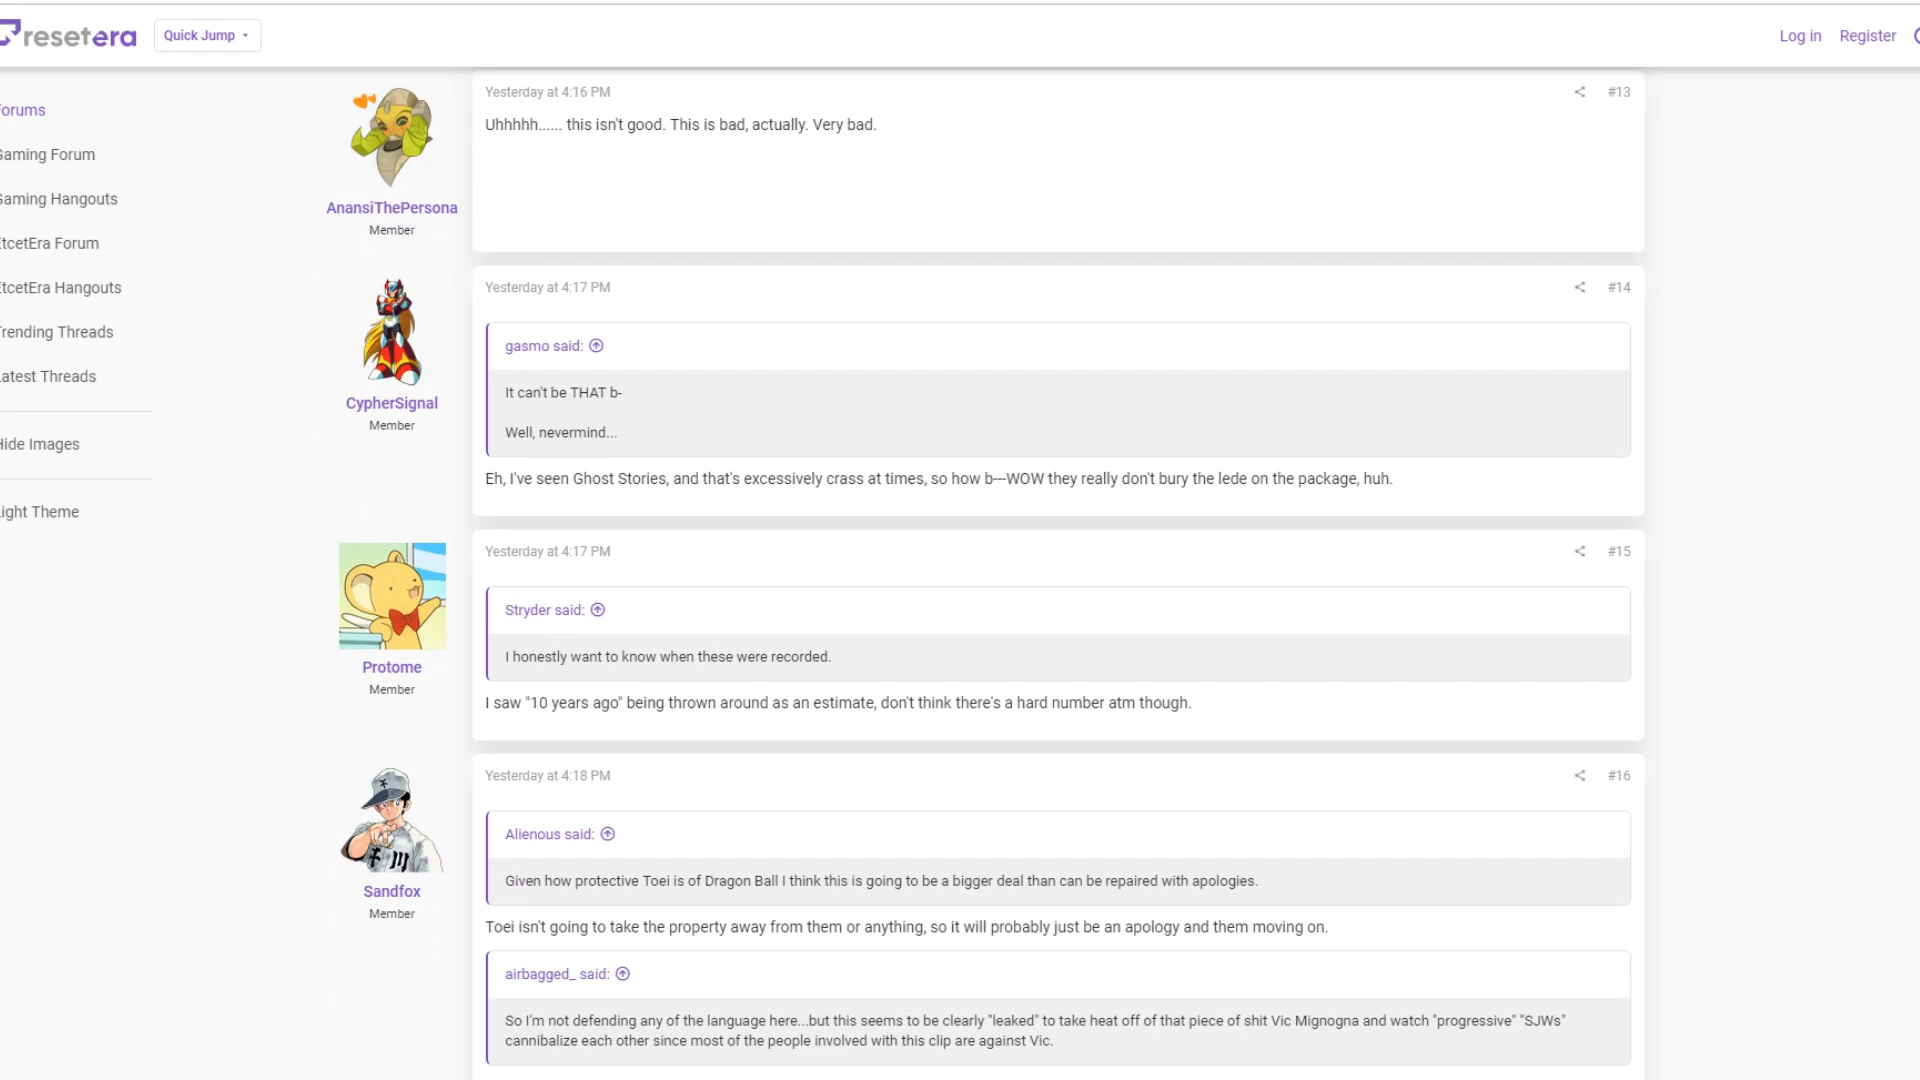 resetera
Quick Jump
Log in
Register
Forums
Gaming Forum
Gaming Hangouts
EtcetEra Forum
EtcetEra Hangouts
Trending Threads
Latest Threads
Hide Images
Light Theme
AnansiThePersona
Member
Yesterday at 4:16 PM
#13
Uhhhhh...... this isn't good. This is bad, actually. Very bad.
CypherSignal
Member
Yesterday at 4:17 PM
#14
gasmo said:
It can't be THAT b-
Well, nevermind...
Eh, I've seen Ghost Stories, and that's excessively crass at times, so how b---WOW they really don't bury the lede on the package, huh.
Protome
Member
Yesterday at 4:17 PM
#15
Stryder said:
I honestly want to know when these were recorded.
I saw "10 years ago" being thrown around as an estimate, don't think there's a hard number atm though.
Sandfox
Member
Yesterday at 4:18 PM
#16
Alienous said:
Given how protective Toei is of Dragon Ball I think this is going to be a bigger deal than can be repaired with apologies.
Toei isn't going to take the property away from them or anything, so it will probably just be an apology and them moving on.
airbagged_ said:
So I'm not defending any of the language here...but this seems to be clearly "leaked" to take heat off of that piece of shit Vic Mignogna and watch "progressive" "SJWs"
cannibalize each other since most of the people involved with this clip are against Vic.